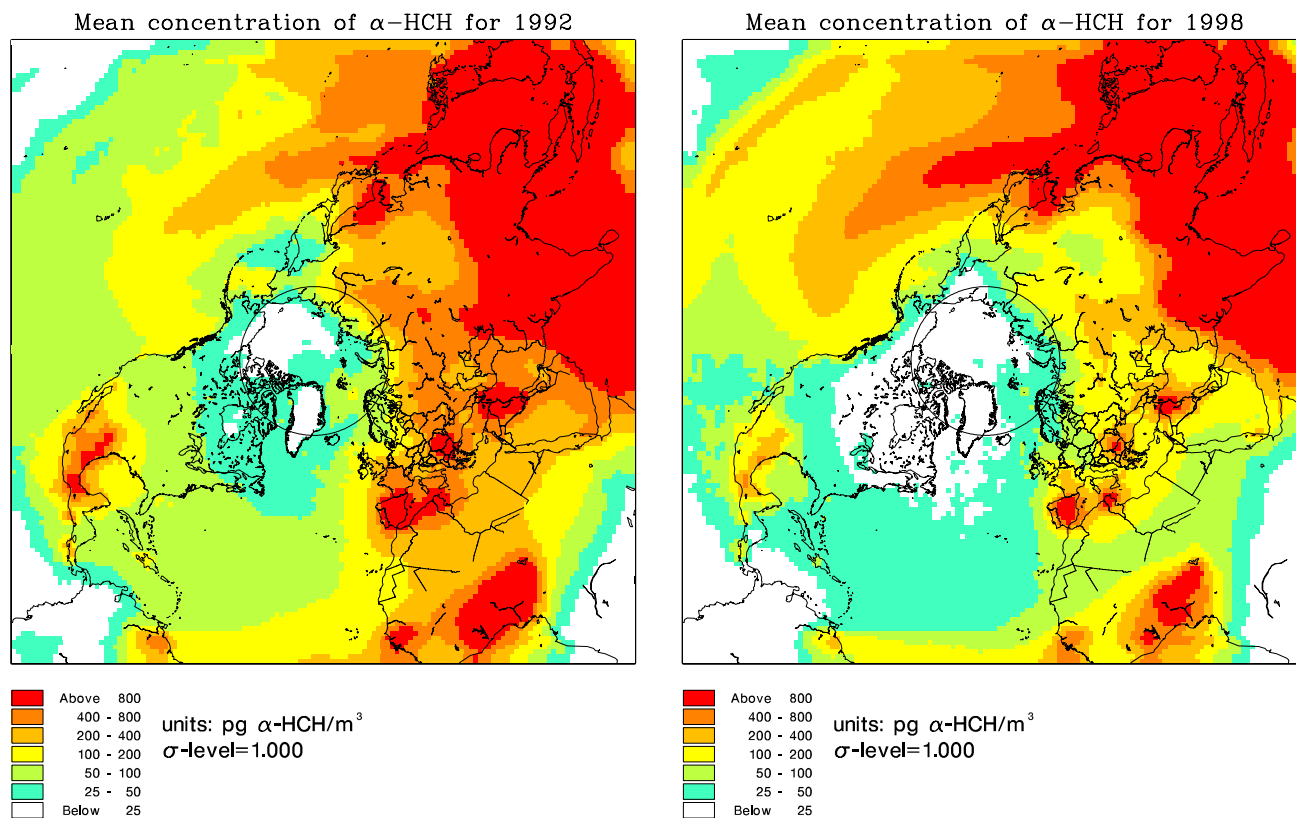 Mean concentration of α-HCH for 1992
Above 800
400 - 800
200 - 400
100 - 200
50 - 100
25 - 50
Below 25
units: pg α-HCH/m³
σ-level=1.000
Mean concentration of α-HCH for 1998
Above 800
400 - 800
200 - 400
100 - 200
50 - 100
25 - 50
Below 25
units: pg α-HCH/m³
σ-level=1.000